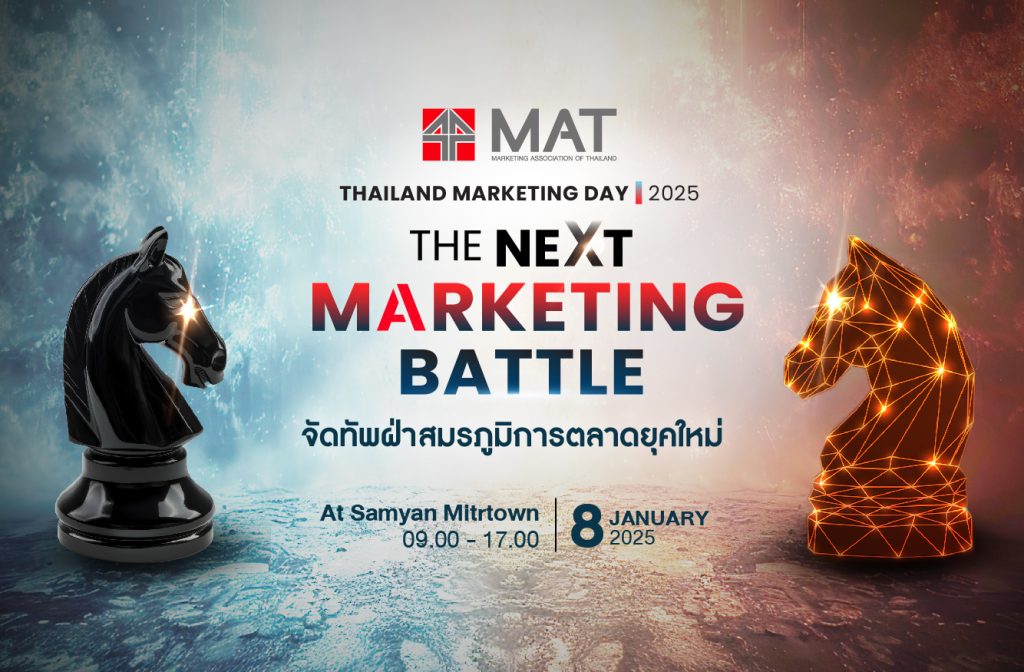 MAT
MARKETING ASSOCIATION OF THAILAND
THAILAND MARKETING DAY | 2025
THE NEXT
MARKETING
BATTLE
จัดทัพฝ่าสมรภูมิการตลาดยุคใหม่
At Samyan Mitrtown
09.00 - 17.00
8 JANUARY
2025